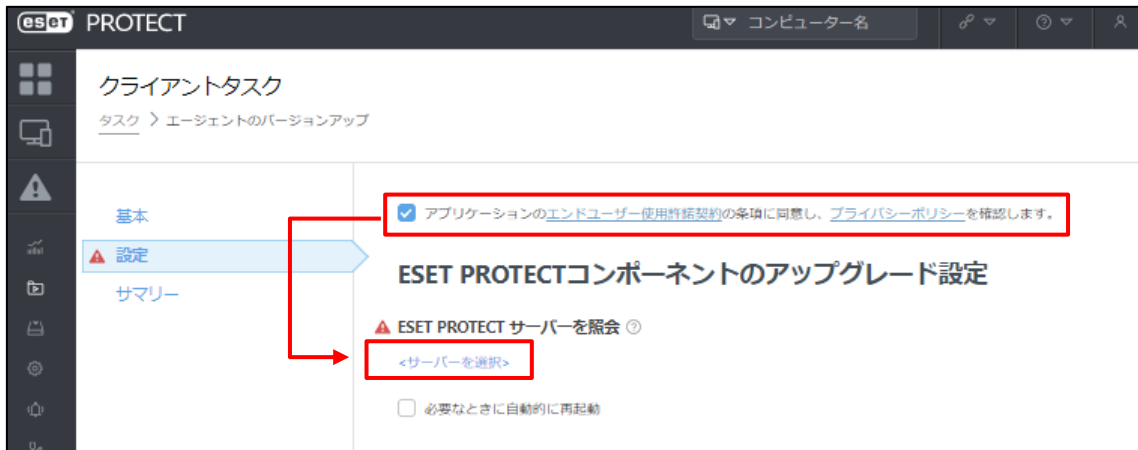 eset PROTECT
コンピューター名
クライアントタスク
タスク > エージェントのバージョンアップ
基本
設定
サマリー
アプリケーションのエンドユーザー使用許諾契約の条項に同意し、プライバシーポリシーを確認します。
ESET PROTECTコンポーネントのアップグレード設定
ESET PROTECT サーバーを照会
<サーバーを選択>
必要なときに自動的に再起動